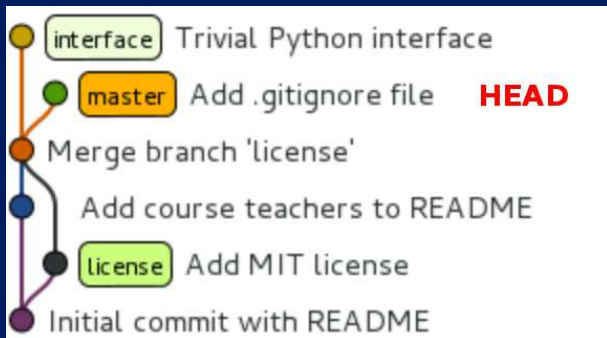 interface Trivial Python interface
master Add .gitignore file HEAD
Merge branch 'license'
Add course teachers to README
license Add MIT license
Initial commit with README